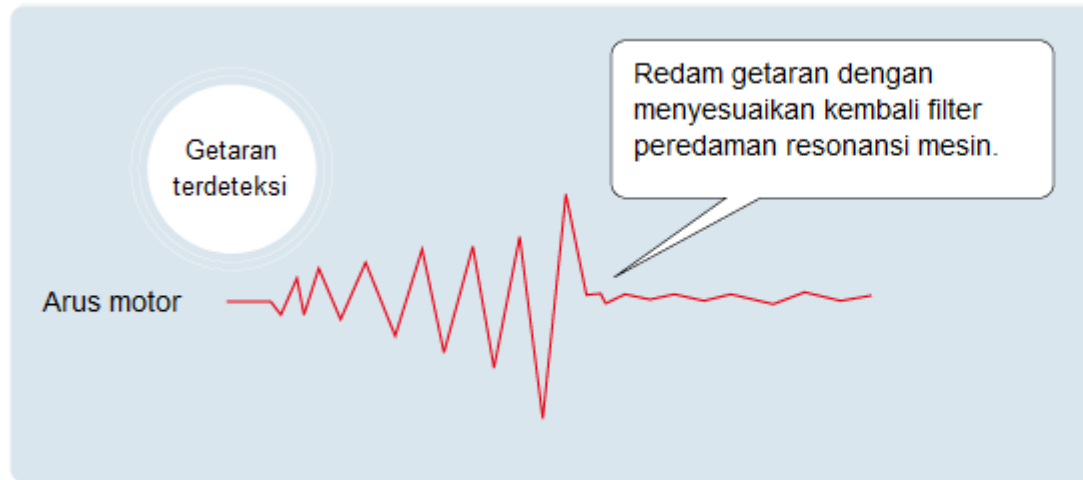 Redam getaran dengan
menyesuaikan kembali filter
peredaman resonansi mesin.
Getaran
terdeteksi
Arus motor